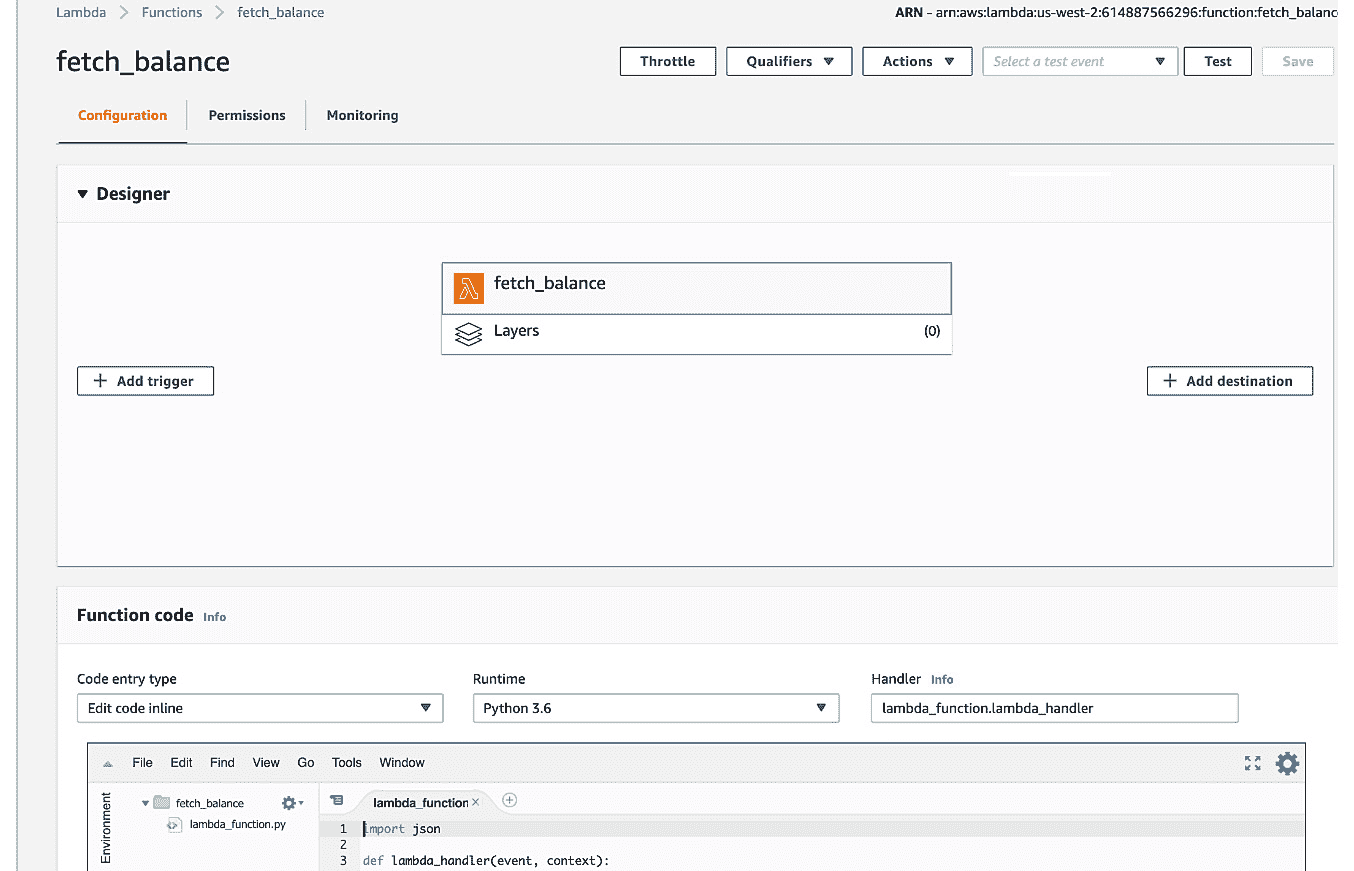 Lambda > Functions > fetch_balance
ARN - arn:aws:lambda:us-west-2:614887566296:function:fetch_balanc
fetch_balance
Throttle Qualifiers Actions Select a test event Test Save
Configuration Permissions Monitoring
Designer
fetch_balance
Layers (0)
+ Add trigger
+ Add destination
Function code Info
Code entry type Runtime Handler Info
Edit code inline Python 3.6 lambda_function.lambda_handler
File Edit Find View Go Tools Window
Environment
fetch_balance
lambda_function.py
lambda_function ×
1 import json
2
3 def lambda_handler(event, context):